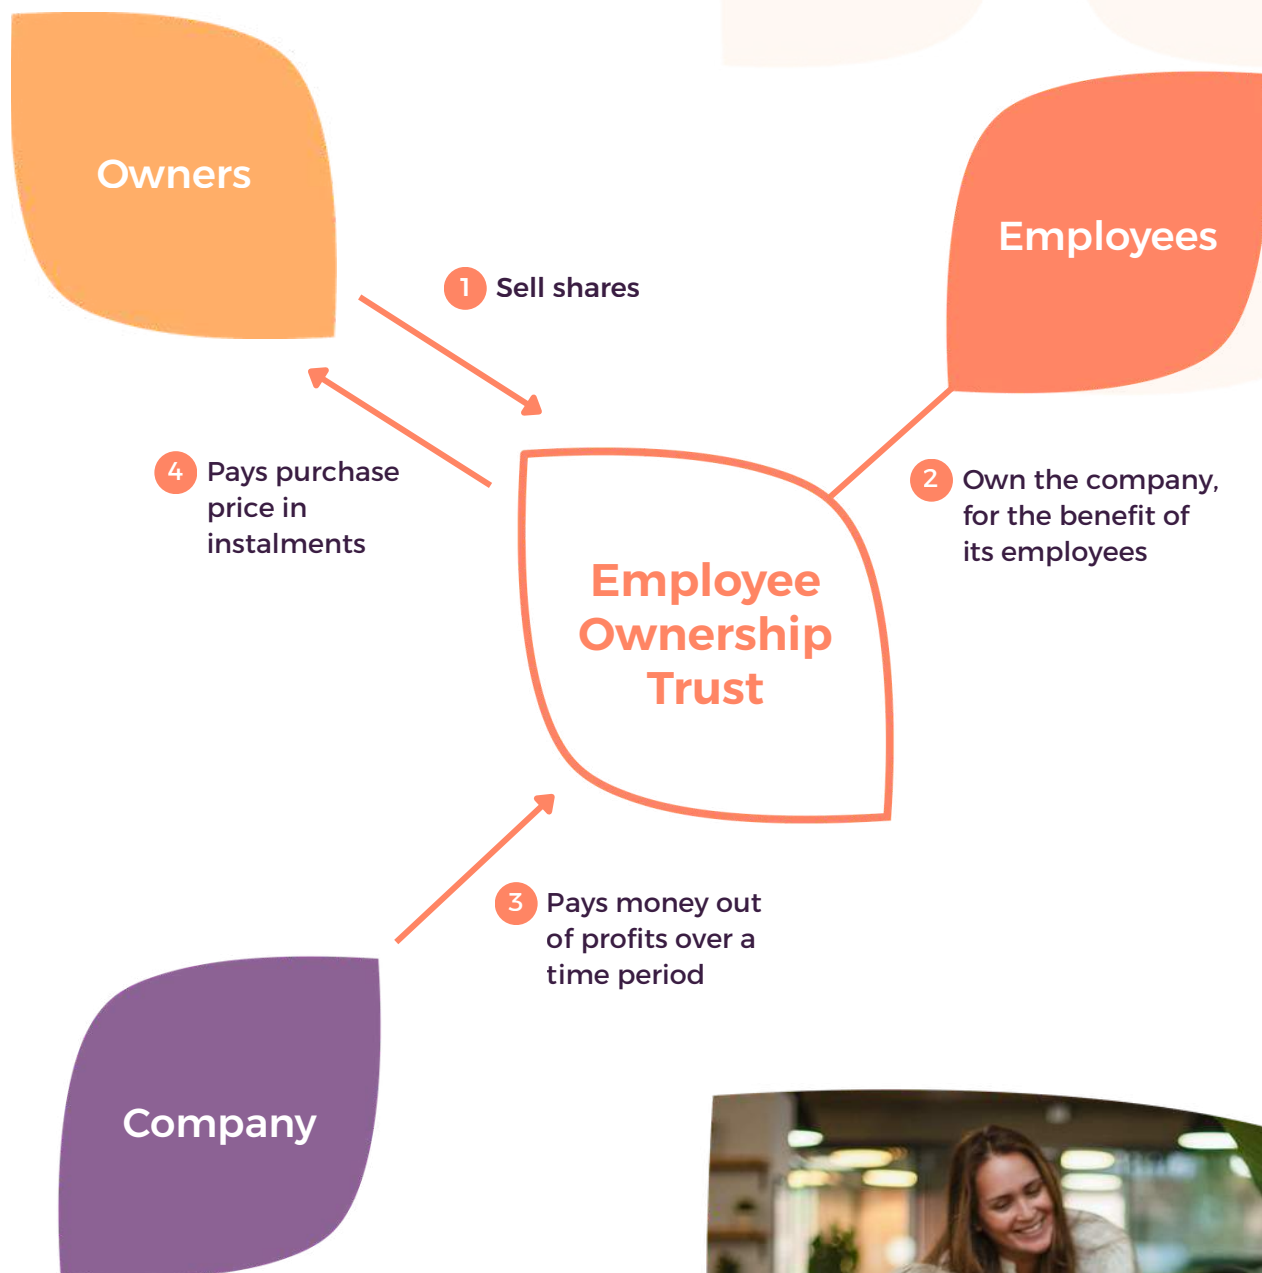 Owners
Employees
1 Sell shares
4 Pays purchase
price in
instalments
2 Own the company,
for the benefit of
its employees
Employee
Ownership
Trust
3 Pays money out
of profits over a
time period
Company